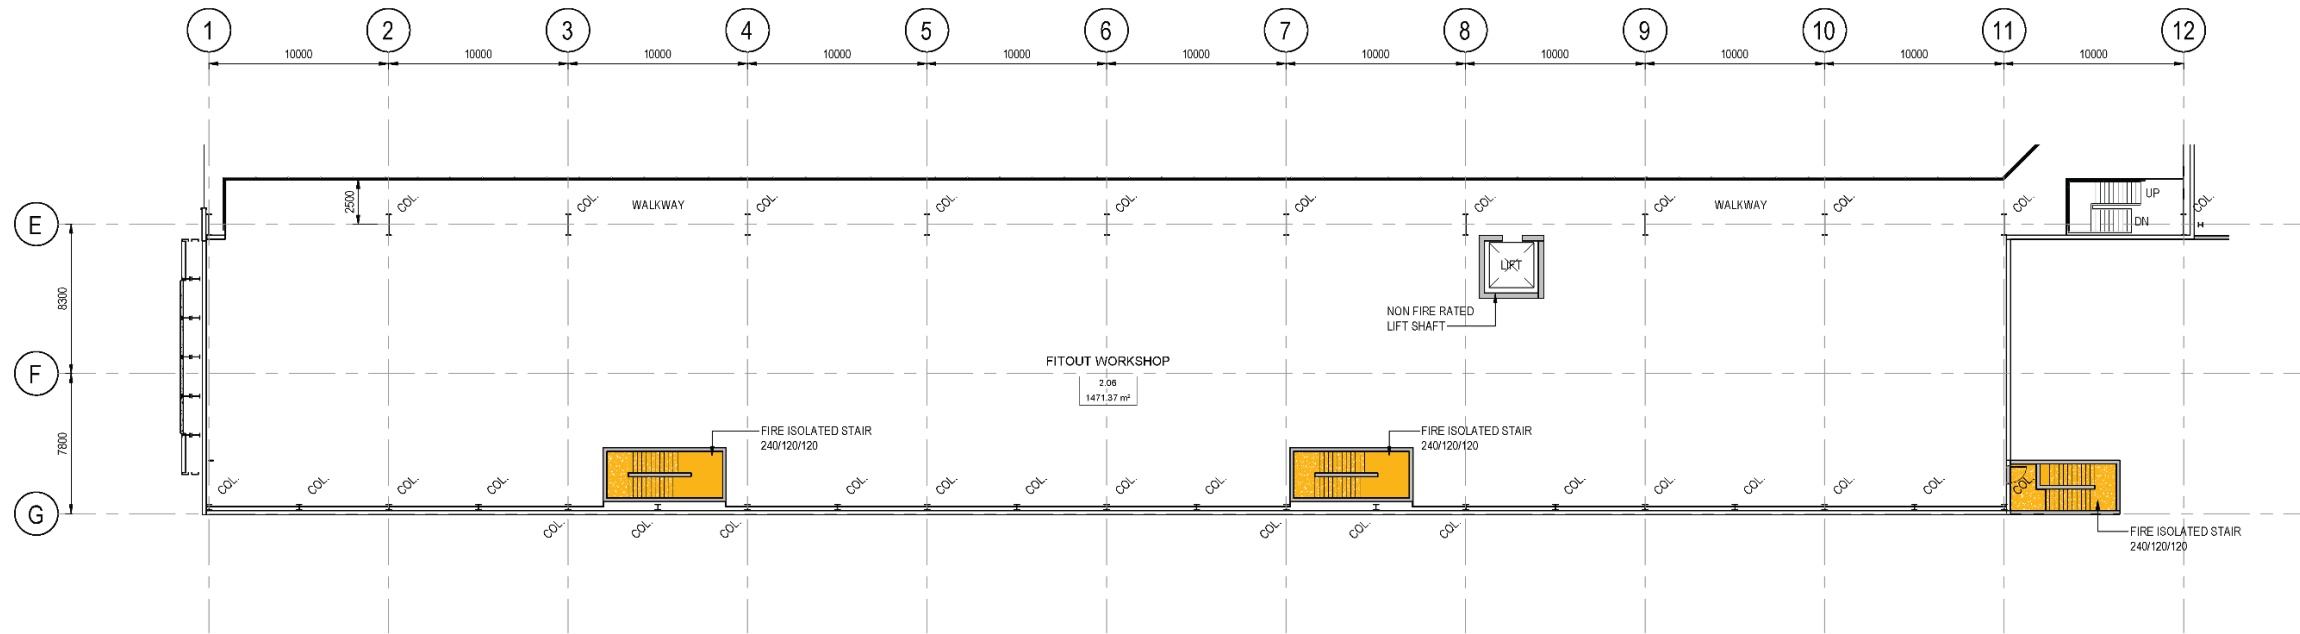 1 2 3 4 5 6 7 8 9 10 11 12
10000 10000 10000 10000 10000 10000 10000 10000 10000 10000 10000
2500
COL. COL. COL. COL. COL. COL. COL. COL. COL. COL. COL.
WALKWAY WALKWAY
UP
E
DN
LIFT
8300
NON FIRE RATED
LIFT SHAFT
FITOUT WORKSHOP
F
2.06
1471.37 m²
7800
FIRE ISOLATED STAIR
240/120/120
FIRE ISOLATED STAIR
240/120/120
COL. COL. COL. COL. COL. COL. COL. COL. COL. COL. COL. COL. COL. COL. COL.
G
COL. COL. COL. COL. COL. COL.
FIRE ISOLATED STAIR
240/120/120